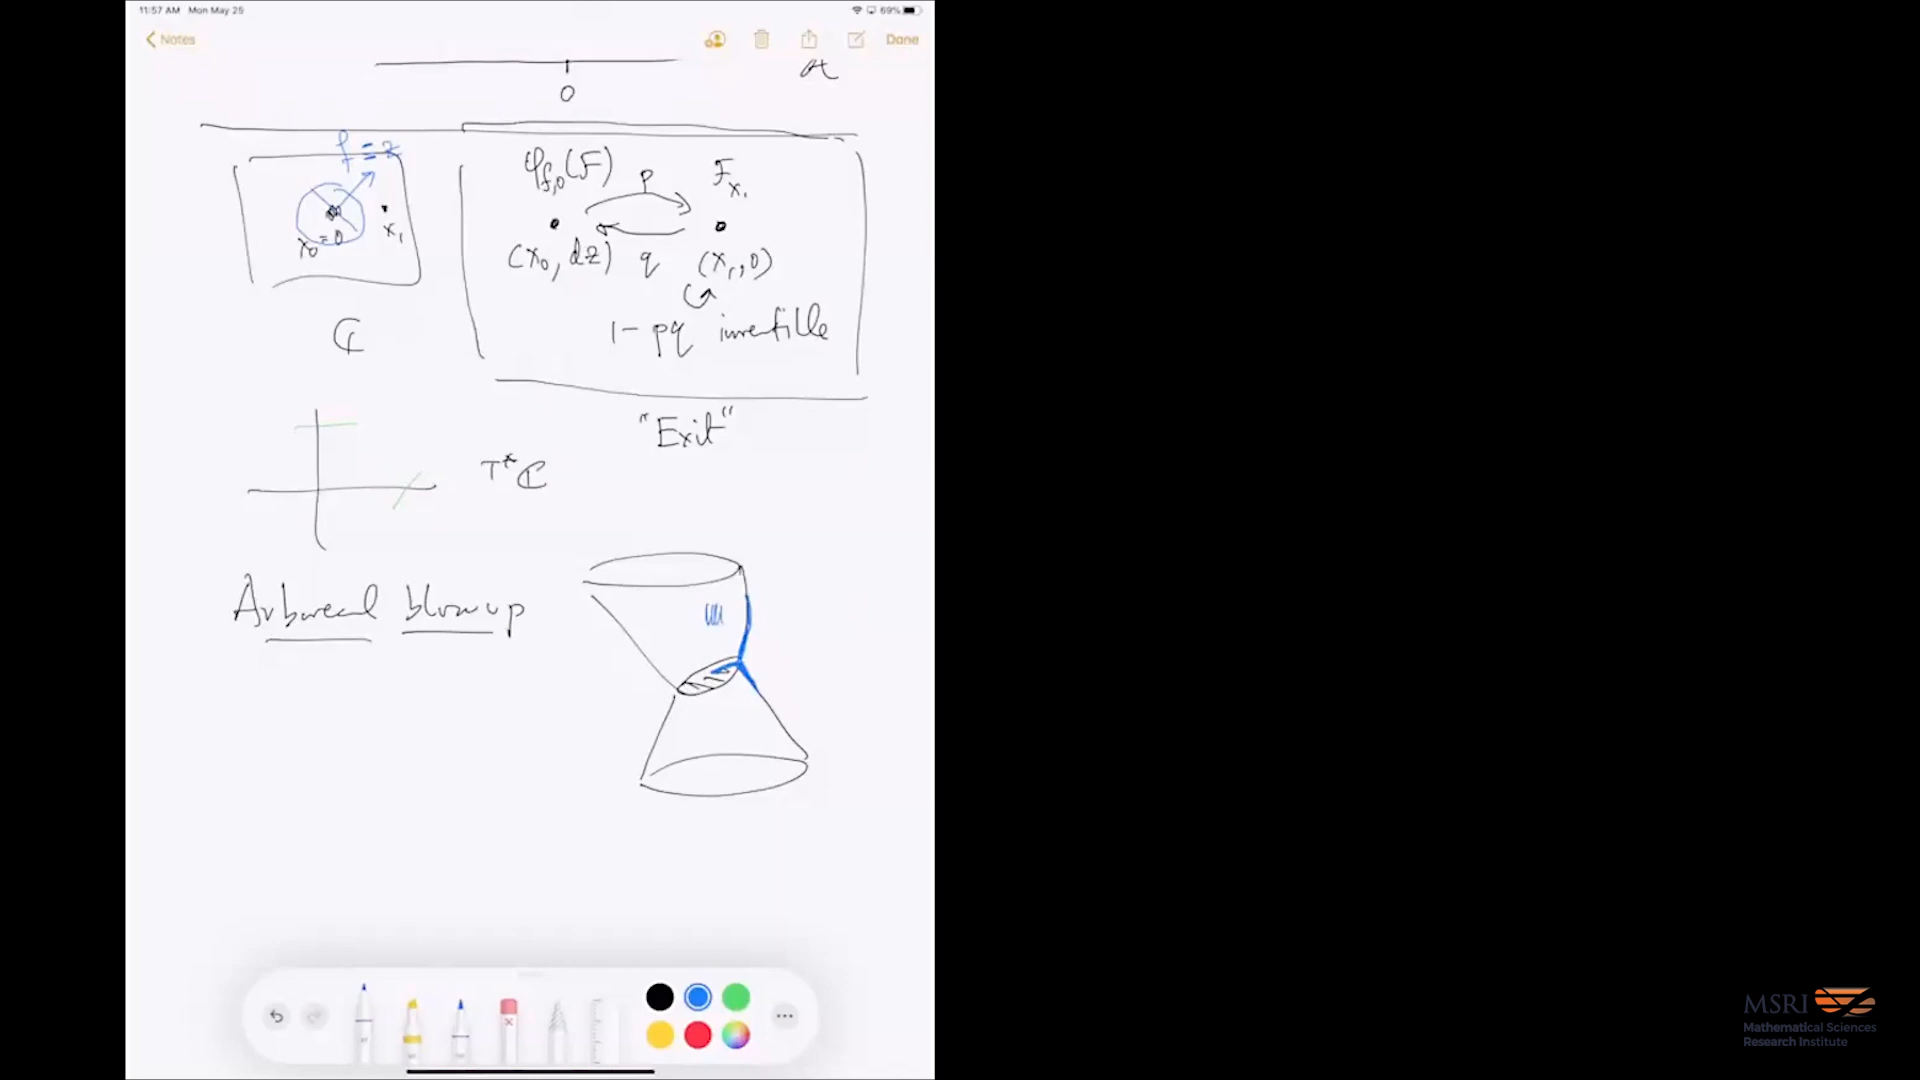 11:57 AM Mon May 25
69%
Notes
Done
0
f = z
x₀ = 0
x₁
ℂ
φ_{f,0}(F)
p
F_{x₁}
(x₀, dz)
q
(x₁, 0)
1 - pq invertible
"Exit"
T*ℂ
Arboreal blowup
MSRI
Mathematical Sciences
Research Institute